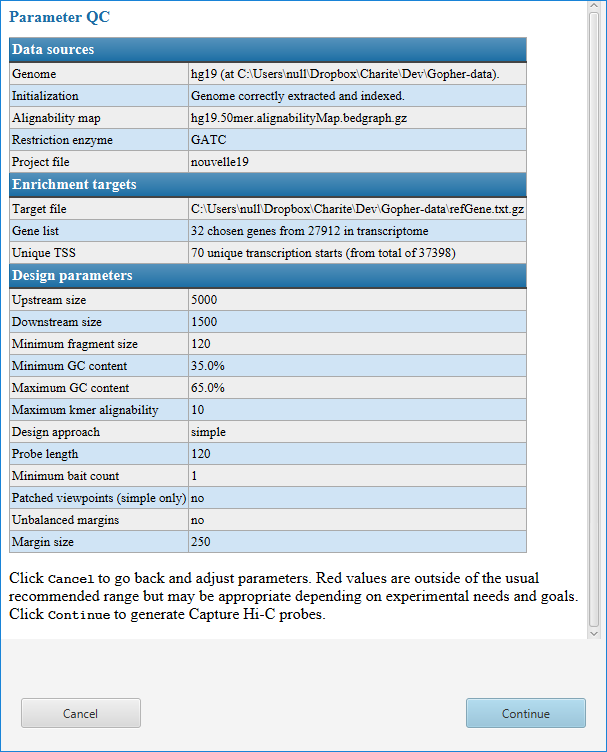 Parameter QC
Data sources
Genome hg19 (at C:\Users\null\Dropbox\Charite\Dev\Gopher-data).
Initialization Genome correctly extracted and indexed.
Alignability map hg19.50mer.alignabilityMap.bedgraph.gz
Restriction enzyme GATC
Project file nouvelle19
Enrichment targets
Target file C:\Users\null\Dropbox\Charite\Dev\Gopher-data\refGene.txt.gz
Gene list 32 chosen genes from 27912 in transcriptome
Unique TSS 70 unique transcription starts (from total of 37398)
Design parameters
Upstream size 5000
Downstream size 1500
Minimum fragment size 120
Minimum GC content 35.0%
Maximum GC content 65.0%
Maximum kmer alignability 10
Design approach simple
Probe length 120
Minimum bait count 1
Patched viewpoints (simple only) no
Unbalanced margins no
Margin size 250
Click Cancel to go back and adjust parameters. Red values are outside of the usual
recommended range but may be appropriate depending on experimental needs and goals.
Click Continue to generate Capture Hi-C probes.
Cancel Continue